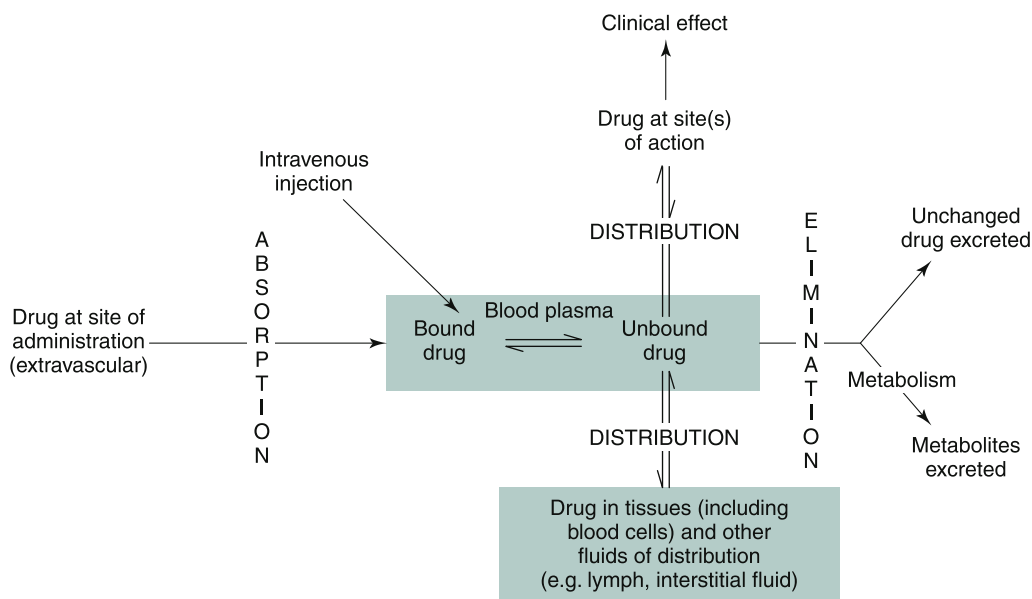 Clinical effect
Drug at site(s)
of action
Intravenous
injection
DISTRIBUTION
ABSORPTION
ELIMINATION
Unchanged
drug excreted
Drug at site of
administration
(extravascular)
Blood plasma
Bound
drug
Unbound
drug
Metabolism
Metabolites
excreted
DISTRIBUTION
Drug in tissues (including
blood cells) and other
fluids of distribution
(e.g. lymph, interstitial fluid)